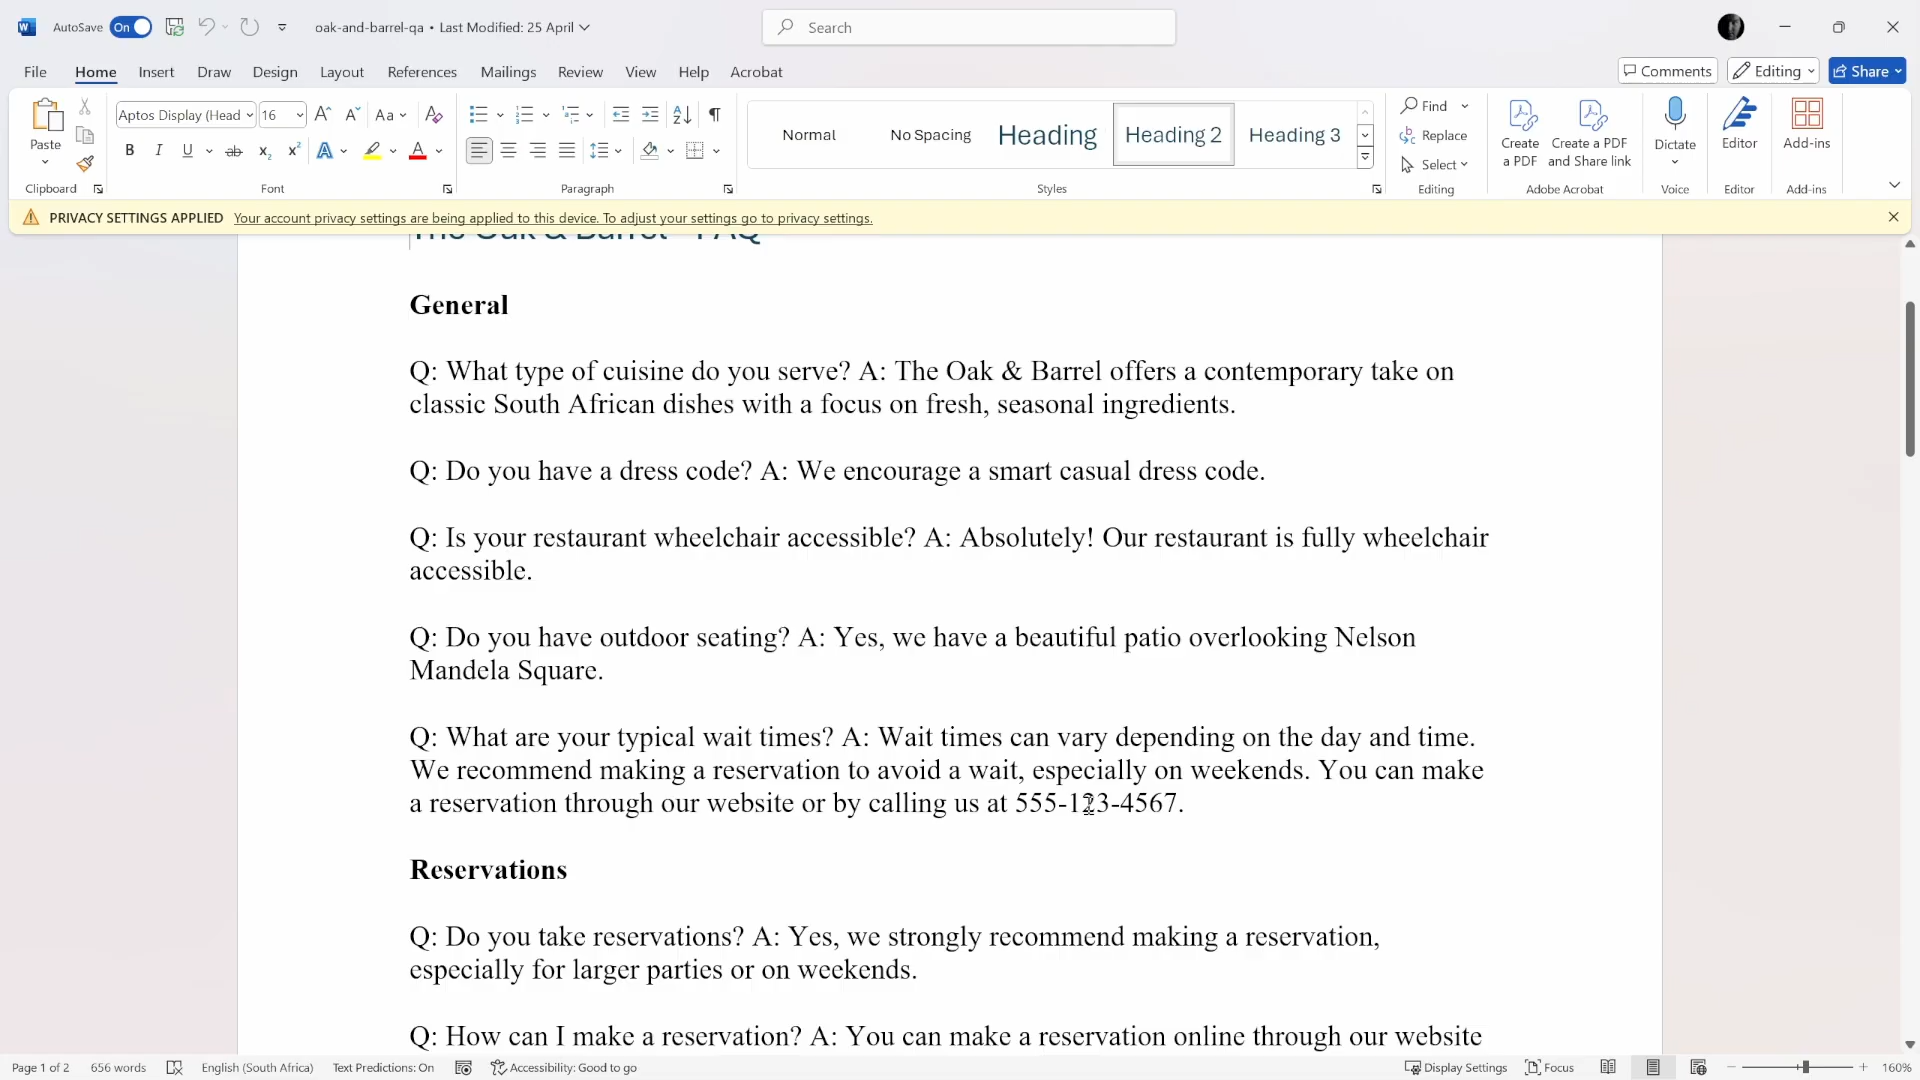 AutoSave On oak-and-barrel-qa • Last Modified: 25 April Search
File Home Insert Draw Design Layout References Mailings Review View Help Acrobat Comments Editing Share
Paste Aptos Display (Head 16 Aa Normal No Spacing Heading Heading 2 Heading 3 Find Replace Select Create a PDF Create a PDF and Share link Dictate Editor Add-ins
Clipboard Font Paragraph Styles Editing Adobe Acrobat Voice Editor Add-ins
PRIVACY SETTINGS APPLIED Your account privacy settings are being applied to this device. To adjust your settings go to privacy settings.
The Oak & Barrel - FAQ
General
Q: What type of cuisine do you serve? A: The Oak & Barrel offers a contemporary take on
classic South African dishes with a focus on fresh, seasonal ingredients.
Q: Do you have a dress code? A: We encourage a smart casual dress code.
Q: Is your restaurant wheelchair accessible? A: Absolutely! Our restaurant is fully wheelchair
accessible.
Q: Do you have outdoor seating? A: Yes, we have a beautiful patio overlooking Nelson
Mandela Square.
Q: What are your typical wait times? A: Wait times can vary depending on the day and time.
We recommend making a reservation to avoid a wait, especially on weekends. You can make
a reservation through our website or by calling us at 555-123-4567.
Reservations
Q: Do you take reservations? A: Yes, we strongly recommend making a reservation,
especially for larger parties or on weekends.
Q: How can I make a reservation? A: You can make a reservation online through our website
Page 1 of 2 656 words English (South Africa) Text Predictions: On Accessibility: Good to go Display Settings Focus 160%